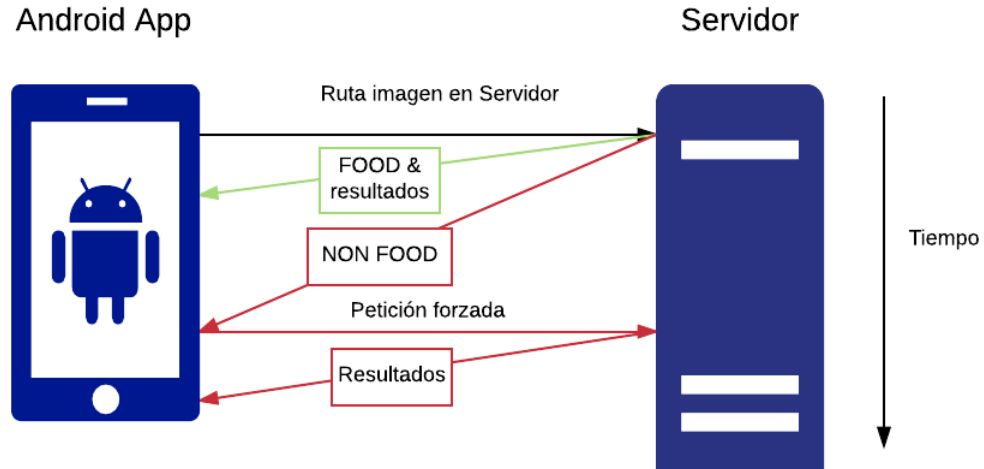 Android App
Servidor
Ruta imagen en Servidor
FOOD &
resultados
NON FOOD
Tiempo
Petición forzada
Resultados